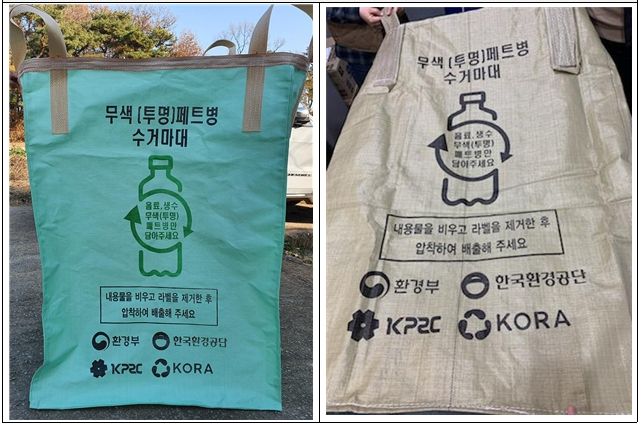 무색 (투명)페트병
수거마대
음료, 생수
무색(투명)
페트병만
담아주세요
내용물을 비우고 라벨을 제거한 후
압착하여 배출해 주세요
환경부 한국환경공단
KPRC KORA
무색 (투명)페트병
수거마대
음료, 생수
무색(투명)
페트병만
담아주세요
내용물을 비우고 라벨을 제거한 후
압착하여 배출해 주세요
환경부 한국환경공단
KPRC KORA